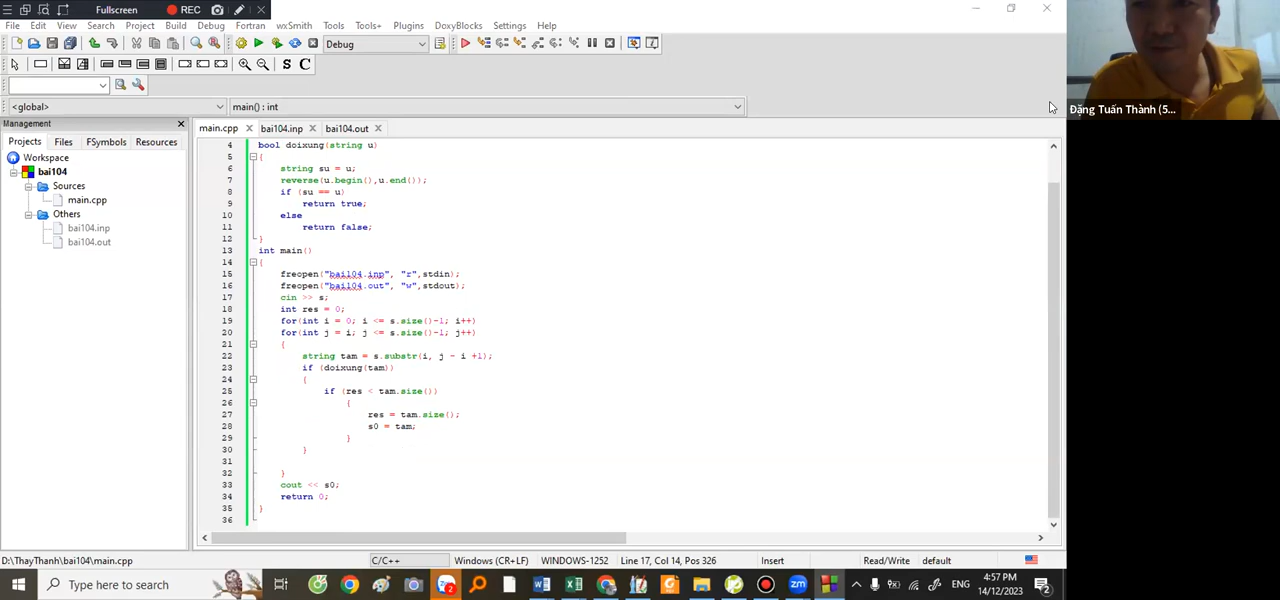 Fullscreen REC
File Edit View Search Project Build Debug Fortran wxSmith Tools Tools+ Plugins DoxyBlocks Settings Help
Debug
S C
<global> main() : int
Đặng Tuấn Thành (5...
Management
main.cpp bai104.inp bai104.out
Projects Files FSymbols Resources
Workspace
bai104
Sources
main.cpp
Others
bai104.inp
bai104.out
4 bool doixung(string u)
5 {
6 string su = u;
7 reverse(u.begin(),u.end());
8 if (su == u)
9 return true;
10 else
11 return false;
12 }
13 int main()
14 {
15 freopen("bai104.inp", "r",stdin);
16 freopen("bai104.out", "w",stdout);
17 cin >> s;
18 int res = 0;
19 for(int i = 0; i <= s.size()-1; i++)
20 for(int j = i; j <= s.size()-1; j++)
21 {
22 string tam = s.substr(i, j - i +1);
23 if (doixung(tam))
24 {
25 if (res < tam.size())
26 {
27 res = tam.size();
28 s0 = tam;
29 }
30 }
31
32 }
33 cout << s0;
34 return 0;
35 }
36
D:\ThayThanh\bai104\main.cpp C/C++ Windows (CR+LF) WINDOWS-1252 Line 17, Col 14, Pos 326 Insert Read/Write default
Type here to search
ENG
4:57 PM
14/12/2023
2